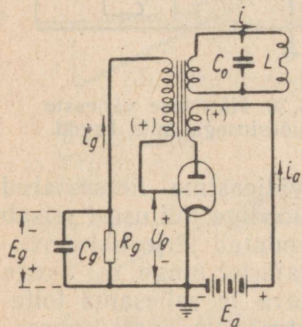 i
C₀
L
(+)
(+)
i_g
i_a
+
U_g
−
−
E_g
+
C_g
R_g
−
+
E_a